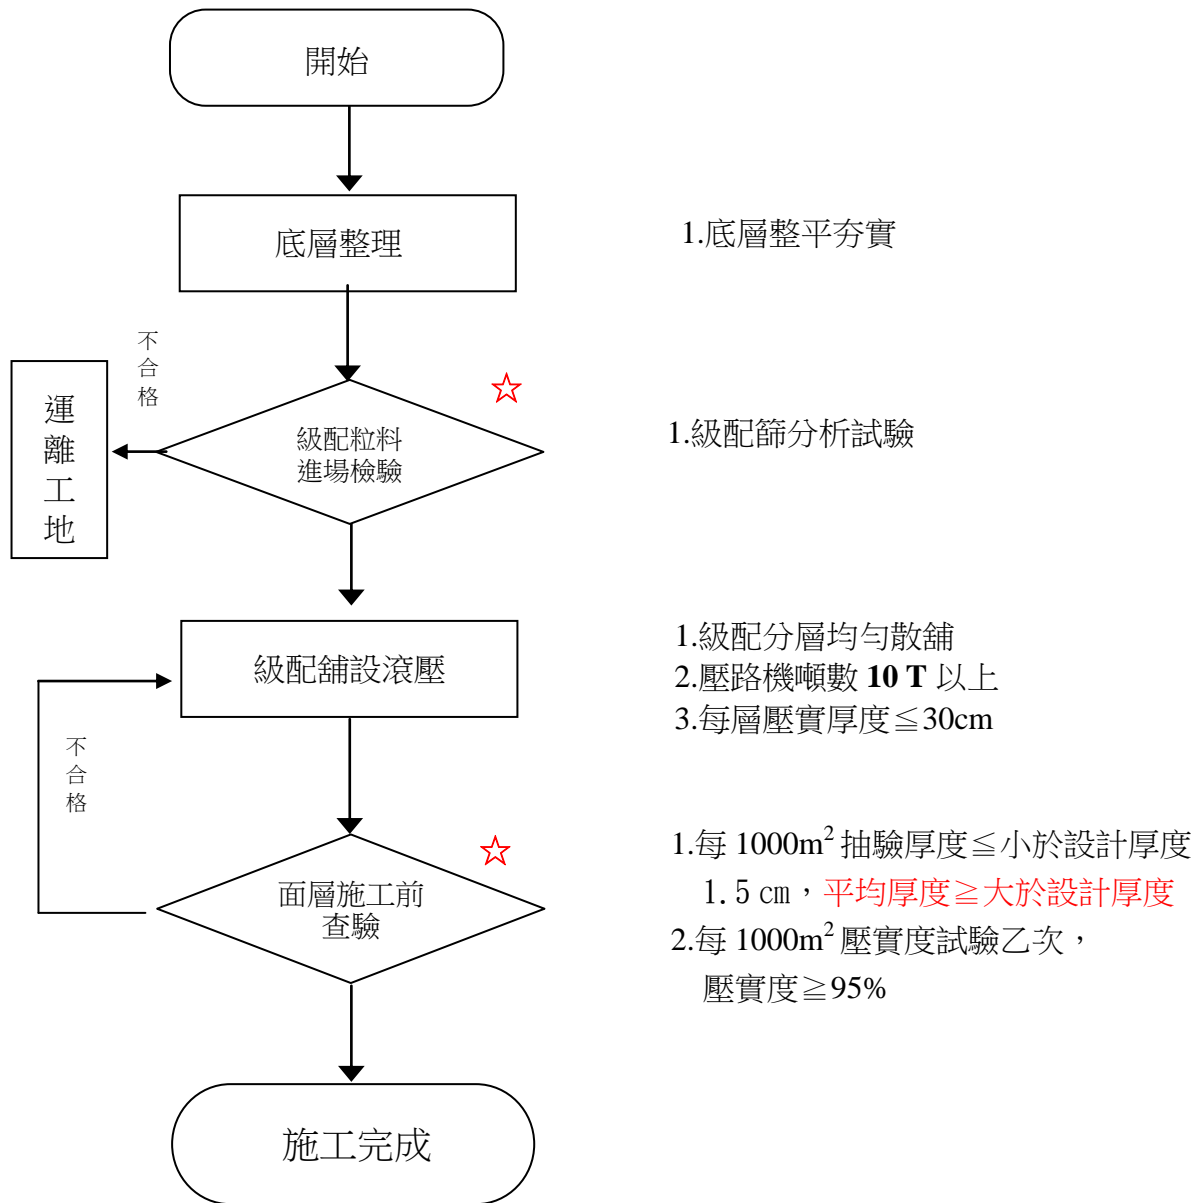 開始
底層整理
1.底層整平夯實
不合格
運離工地
級配粒料
進場檢驗
1.級配篩分析試驗
級配舖設滾壓
1.級配分層均勻散舖
2.壓路機噸數 10 T 以上
3.每層壓實厚度≦30cm
不合格
面層施工前
查驗
1.每 1000m² 抽驗厚度≦小於設計厚度
1.5 ㎝，平均厚度≧大於設計厚度
2.每 1000m² 壓實度試驗乙次，
壓實度≧95%
施工完成